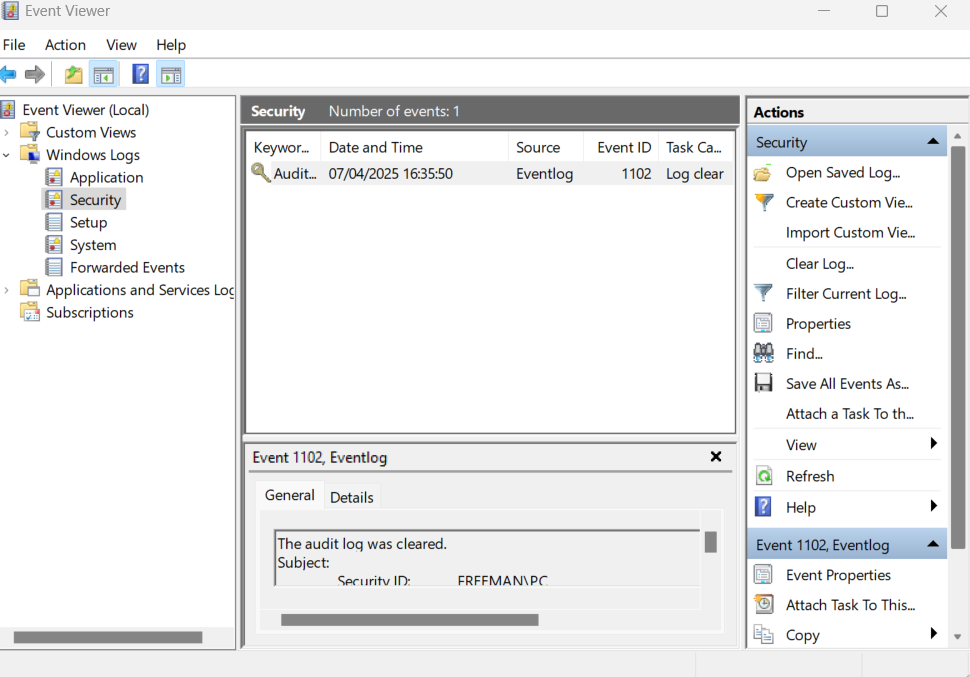 Event Viewer
File Action View Help
Event Viewer (Local)
Custom Views
Windows Logs
Application
Security
Setup
System
Forwarded Events
Applications and Services Log
Subscriptions
Security Number of events: 1
Keywor... Date and Time Source Event ID Task Ca...
Audit... 07/04/2025 16:35:50 Eventlog 1102 Log clear
Event 1102, Eventlog
General Details
The audit log was cleared.
Subject:
Security ID: FREEMAN\PC
Actions
Security
Open Saved Log...
Create Custom Vie...
Import Custom Vie...
Clear Log...
Filter Current Log...
Properties
Find...
Save All Events As...
Attach a Task To th...
View
Refresh
Help
Event 1102, Eventlog
Event Properties
Attach Task To This...
Copy